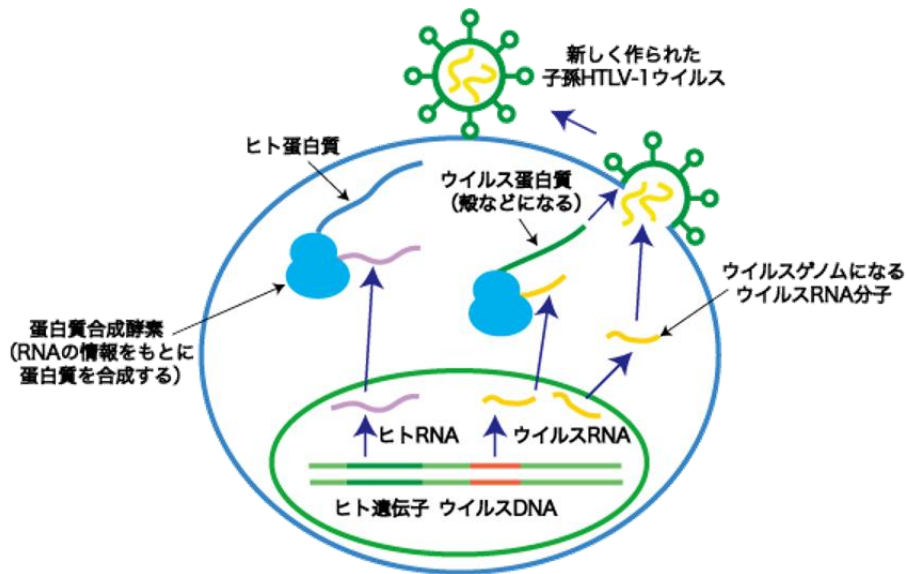 新しく作られた
子孫HTLV-1ウイルス
ヒト蛋白質
ウイルス蛋白質
（殻などになる）
ウイルスゲノムになる
ウイルスRNA分子
蛋白質合成酵素
（RNAの情報をもとに
蛋白質を合成する）
ヒトRNA
ウイルスRNA
ヒト遺伝子
ウイルスDNA